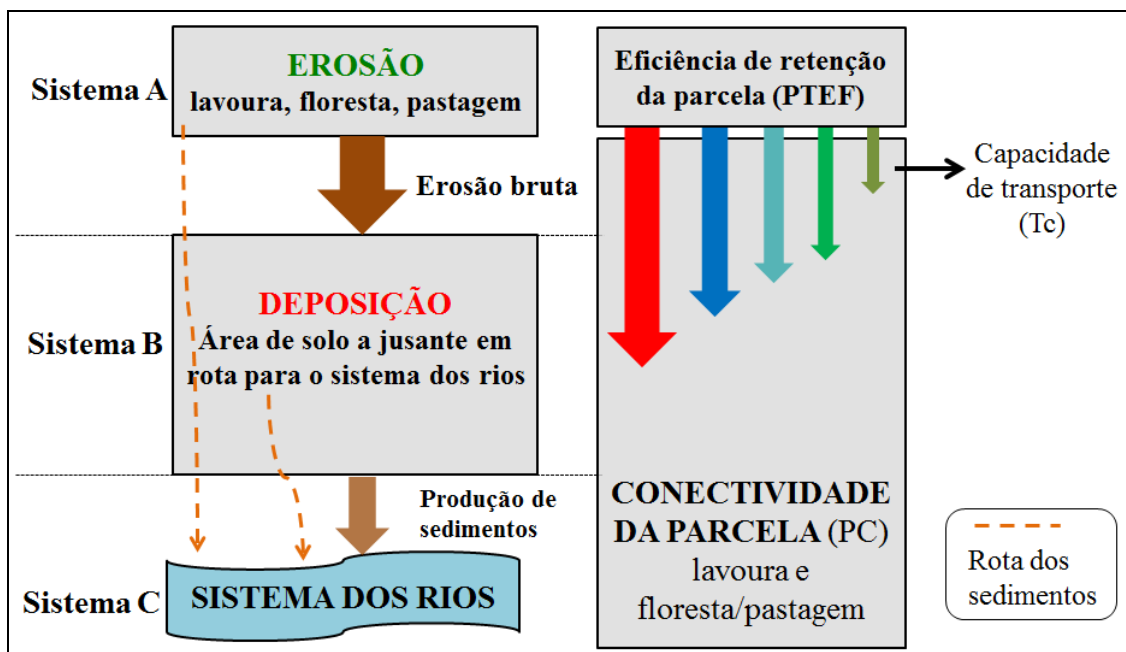 Sistema A
EROSÃO
lavoura, floresta, pastagem
Erosão bruta
Sistema B
DEPOSIÇÃO
Área de solo a jusante em
rota para o sistema dos rios
Produção de
sedimentos
Sistema C
SISTEMA DOS RIOS
Eficiência de retenção
da parcela (PTEF)
Capacidade
de transporte
(Tc)
CONECTIVIDADE
DA PARCELA (PC)
lavoura e
floresta/pastagem
Rota dos
sedimentos